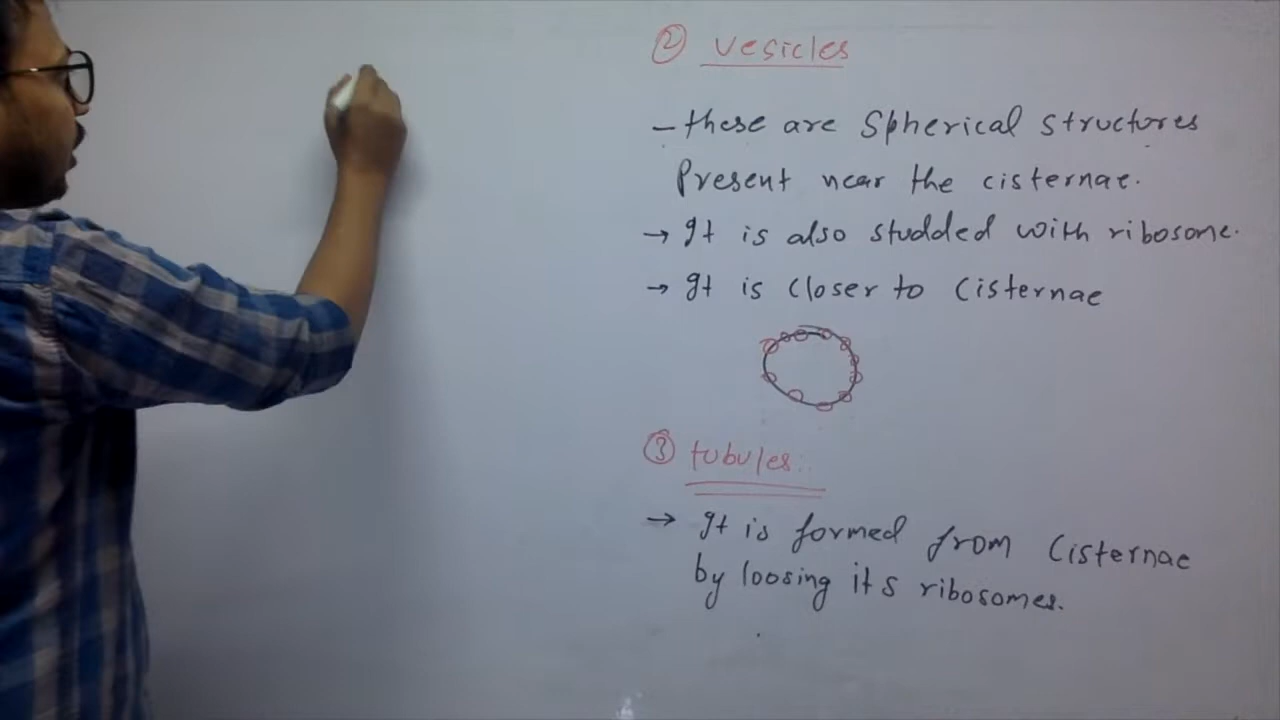 ② vesicles
- these are spherical structures
Present near the cisternae.
→ It is also studded with ribosome.
→ It is closer to cisternae
③ tubules..
→ It is formed from cisternae
by loosing its ribosomes.